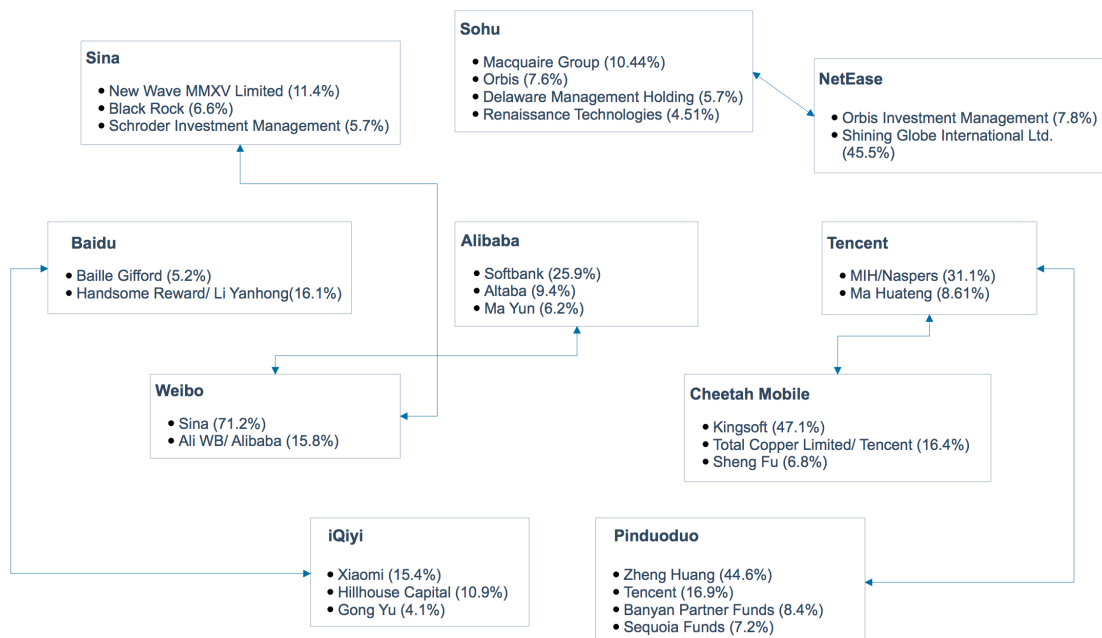 Sina
• New Wave MMXV Limited (11.4%)
• Black Rock (6.6%)
• Schroder Investment Management (5.7%)
Sohu
• Macquaire Group (10.44%)
• Orbis (7.6%)
• Delaware Management Holding (5.7%)
• Renaissance Technologies (4.51%)
NetEase
• Orbis Investment Management (7.8%)
• Shining Globe International Ltd.
(45.5%)
Baidu
• Baille Gifford (5.2%)
• Handsome Reward/ Li Yanhong(16.1%)
Alibaba
• Softbank (25.9%)
• Altaba (9.4%)
• Ma Yun (6.2%)
Tencent
• MIH/Naspers (31.1%)
• Ma Huateng (8.61%)
Weibo
• Sina (71.2%)
• Ali WB/ Alibaba (15.8%)
Cheetah Mobile
• Kingsoft (47.1%)
• Total Copper Limited/ Tencent (16.4%)
• Sheng Fu (6.8%)
iQiyi
• Xiaomi (15.4%)
• Hillhouse Capital (10.9%)
• Gong Yu (4.1%)
Pinduoduo
• Zheng Huang (44.6%)
• Tencent (16.9%)
• Banyan Partner Funds (8.4%)
• Sequoia Funds (7.2%)